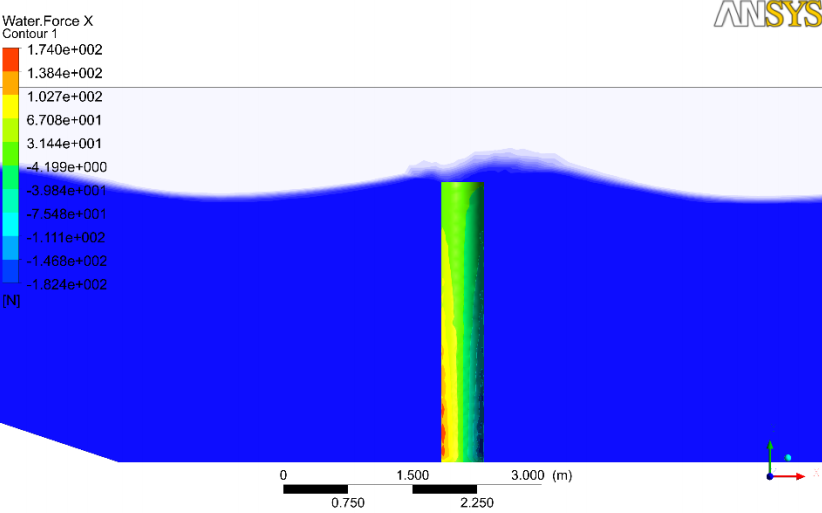 ANSYS
Water.Force X
Contour 1
1.740e+002
1.384e+002
1.027e+002
6.708e+001
3.144e+001
-4.199e+000
-3.984e+001
-7.548e+001
-1.111e+002
-1.468e+002
-1.824e+002
[N]
0 1.500 3.000 (m)
0.750 2.250